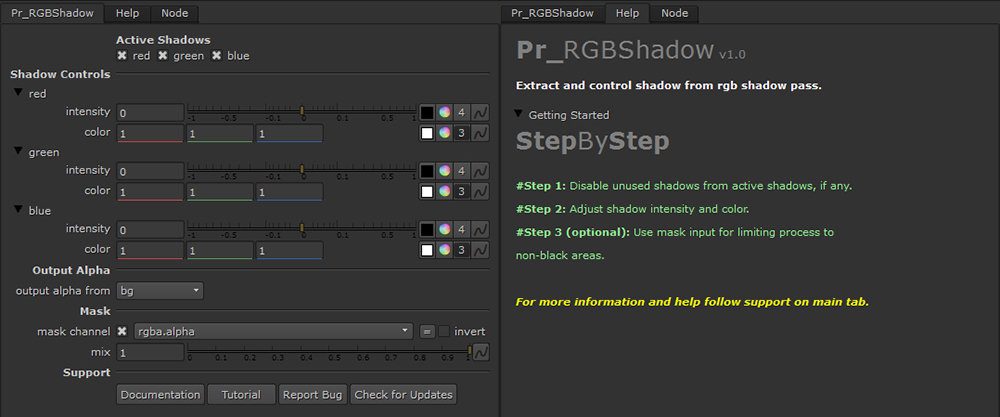 Pr_RGBShadow Help Node
Active Shadows
red green blue
Shadow Controls
red
intensity 0 -1 -0.5 -0.1 0 0.1 0.5 1 4
color 1 1 1 3
green
intensity 0 -1 -0.5 -0.1 0 0.1 0.5 1 4
color 1 1 1 3
blue
intensity 0 -1 -0.5 -0.1 0 0.1 0.5 1 4
color 1 1 1 3
Output Alpha
output alpha from bg
Mask
mask channel rgba.alpha = invert
mix 1 0 0.1 0.2 0.3 0.4 0.5 0.6 0.7 0.8 0.9 1
Support
Documentation Tutorial Report Bug Check for Updates
Pr_RGBShadow Help Node
Pr_RGBShadow v1.0
Extract and control shadow from rgb shadow pass.
Getting Started
StepByStep
#Step 1: Disable unused shadows from active shadows, if any.
#Step 2: Adjust shadow intensity and color.
#Step 3 (optional): Use mask input for limiting process to
non-black areas.
For more information and help follow support on main tab.